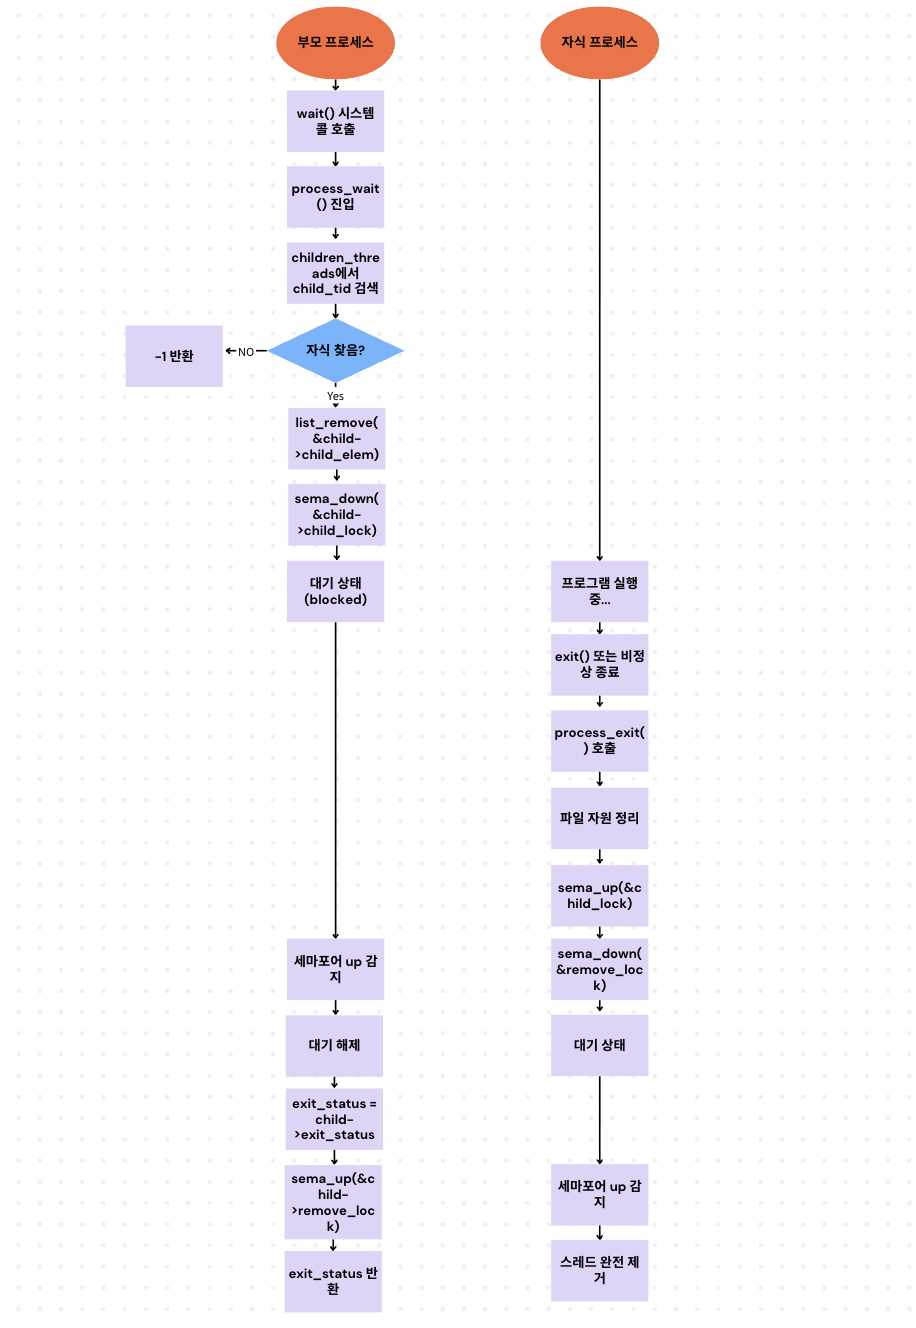 부모 프로세스
wait() 시스템
콜 호출
process_wait
() 진입
children_thre
ads에서
child_tid 검색
자식 찾음?
NO
-1 반환
Yes
list_remove(
&child-
>child_elem)
sema_down(
&child-
>child_lock)
대기 상태
(blocked)
세마포어 up 감
지
대기 해제
exit_status =
child-
>exit_status
sema_up(&c
hild-
>remove_loc
k)
exit_status 반
환
자식 프로세스
프로그램 실행
중...
exit() 또는 비정
상 종료
process_exit(
) 호출
파일 자원 정리
sema_up(&c
hild_lock)
sema_down(
&remove_loc
k)
대기 상태
세마포어 up 감
지
스레드 완전 제
거